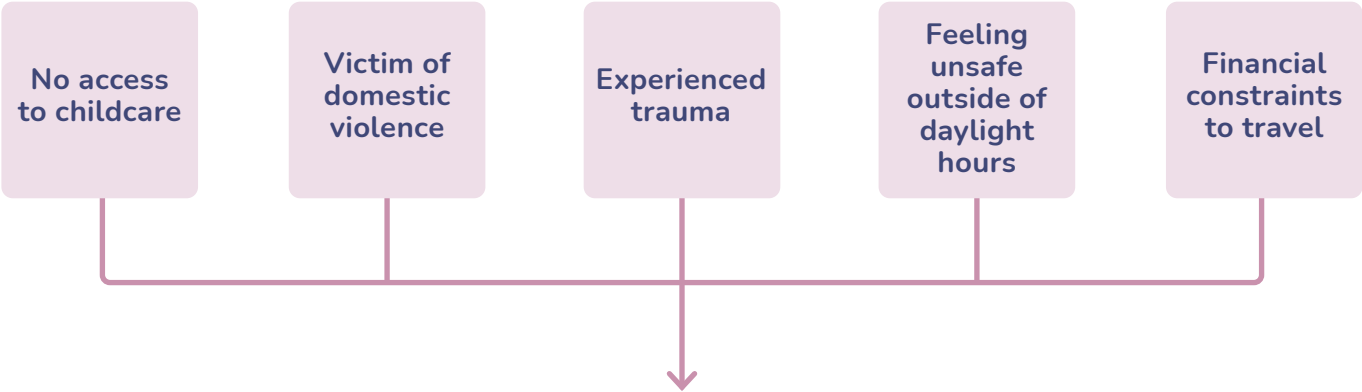 No access
to childcare
Victim of
domestic
violence
Experienced
trauma
Feeling
unsafe
outside of
daylight
hours
Financial
constraints
to travel